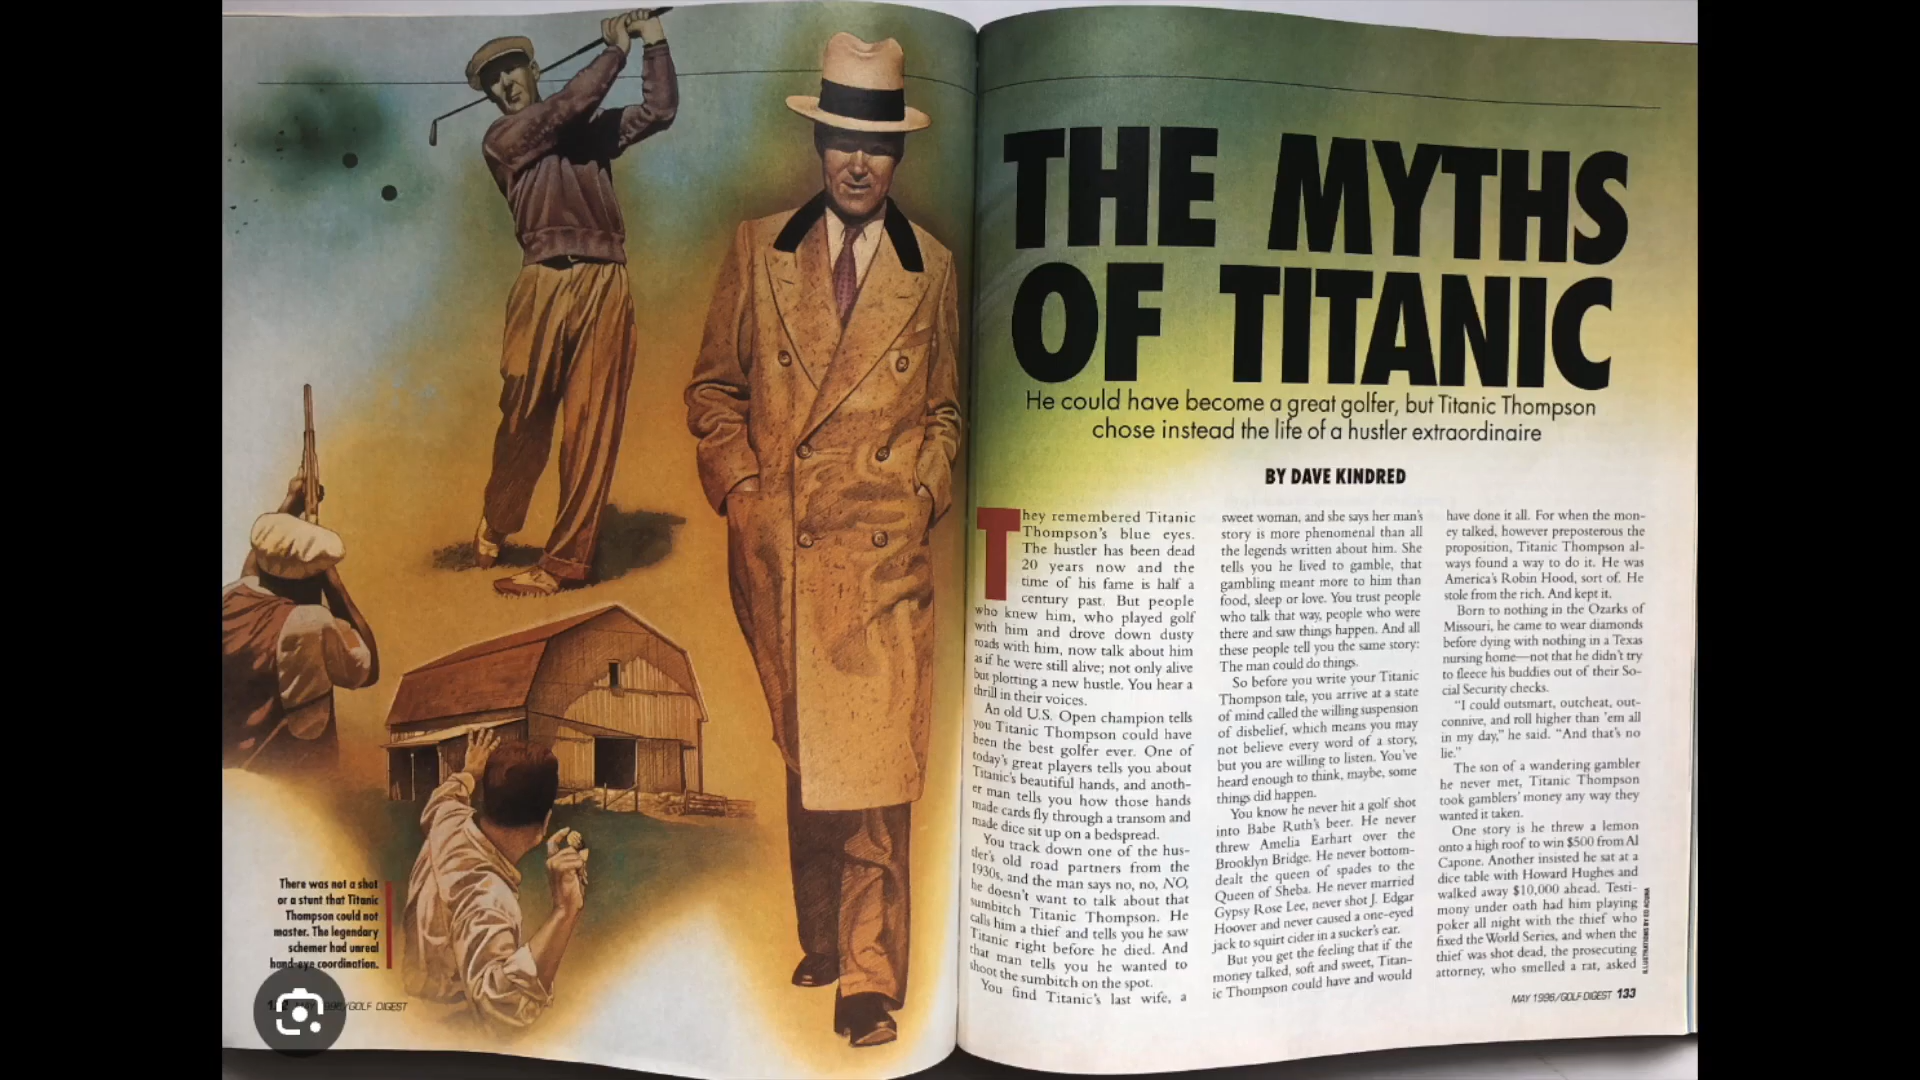 There was not a shot
or a stunt that Titanic
Thompson could not
master. The legendary
schemer had unreal
hand-eye coordination.
MAY 1996/GOLF DIGEST
THE MYTHS
OF TITANIC
He could have become a great golfer, but Titanic Thompson
chose instead the life of a hustler extraordinaire
BY DAVE KINDRED
They remembered Titanic
Thompson's blue eyes.
The hustler has been dead
20 years now and the
time of his fame is half a
century past. But people
who knew him, who played golf
with him and drove down dusty
roads with him, now talk about him
as if he were still alive; not only alive
but plotting a new hustle. You hear a
thrill in their voices.
An old U.S. Open champion tells
you Titanic Thompson could have
been the best golfer ever. One of
today's great players tells you about
Titanic's beautiful hands, and anoth-
er man tells you how those hands
made cards fly through a transom and
made dice sit up on a bedspread.
You track down one of the hus-
tler's old road partners from the
1930s, and the man says no, no, NO,
he doesn't want to talk about that
sumbitch Titanic Thompson. He
calls him a thief and tells you he saw
Titanic right before he died. And
that man tells you he wanted to
shoot the sumbitch on the spot.
You find Titanic's last wife, a
sweet woman, and she says her man's
story is more phenomenal than all
the legends written about him. She
tells you he lived to gamble, that
gambling meant more to him than
food, sleep or love. You trust people
who talk that way, people who were
there and saw things happen. And all
these people tell you the same story:
The man could do things.
So before you write your Titanic
Thompson tale, you arrive at a state
of mind called the willing suspension
of disbelief, which means you may
not believe every word of a story,
but you are willing to listen. You've
heard enough to think, maybe, some
things did happen.
You know he never hit a golf shot
into Babe Ruth's beer. He never
threw Amelia Earhart over the
Brooklyn Bridge. He never bottom-
dealt the queen of spades to the
Queen of Sheba. He never married
Gypsy Rose Lee, never shot J. Edgar
Hoover and never caused a one-eyed
jack to squirt cider in a sucker's ear.
But you get the feeling that if the
money talked, soft and sweet, Titan-
ic Thompson could have and would
have done it all. For when the mon-
ey talked, however preposterous the
proposition, Titanic Thompson al-
ways found a way to do it. He was
America's Robin Hood, sort of. He
stole from the rich. And kept it.
Born to nothing in the Ozarks of
Missouri, he came to wear diamonds
before dying with nothing in a Texas
nursing home—not that he didn't try
to fleece his buddies out of their So-
cial Security checks.
"I could outsmart, outcheat, out-
connive, and roll higher than 'em all
in my day," he said. "And that's no
lie."
The son of a wandering gambler
he never met, Titanic Thompson
took gamblers' money any way they
wanted it taken.
One story is he threw a lemon
onto a high roof to win $500 from Al
Capone. Another insisted he sat at a
dice table with Howard Hughes and
walked away $10,000 ahead. Testi-
mony under oath had him playing
poker all night with the thief who
fixed the World Series, and when the
thief was shot dead, the prosecuting
attorney, who smelled a rat, asked
ILLUSTRATIONS BY ED ACUNA
MAY 1996/GOLF DIGEST 133